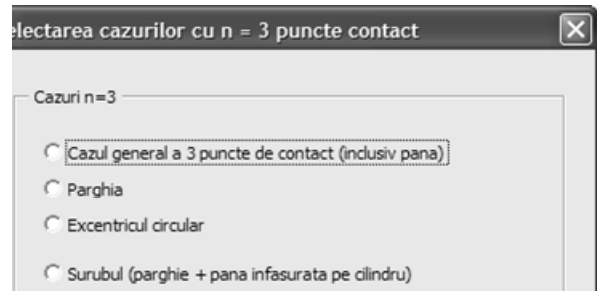 electarea cazurilor cu n = 3 puncte contact
Cazuri n=3
Cazul general a 3 puncte de contact (inclusiv pana)
Parghia
Excentricul circular
Surubul (parghie + pana infasurata pe cilindru)